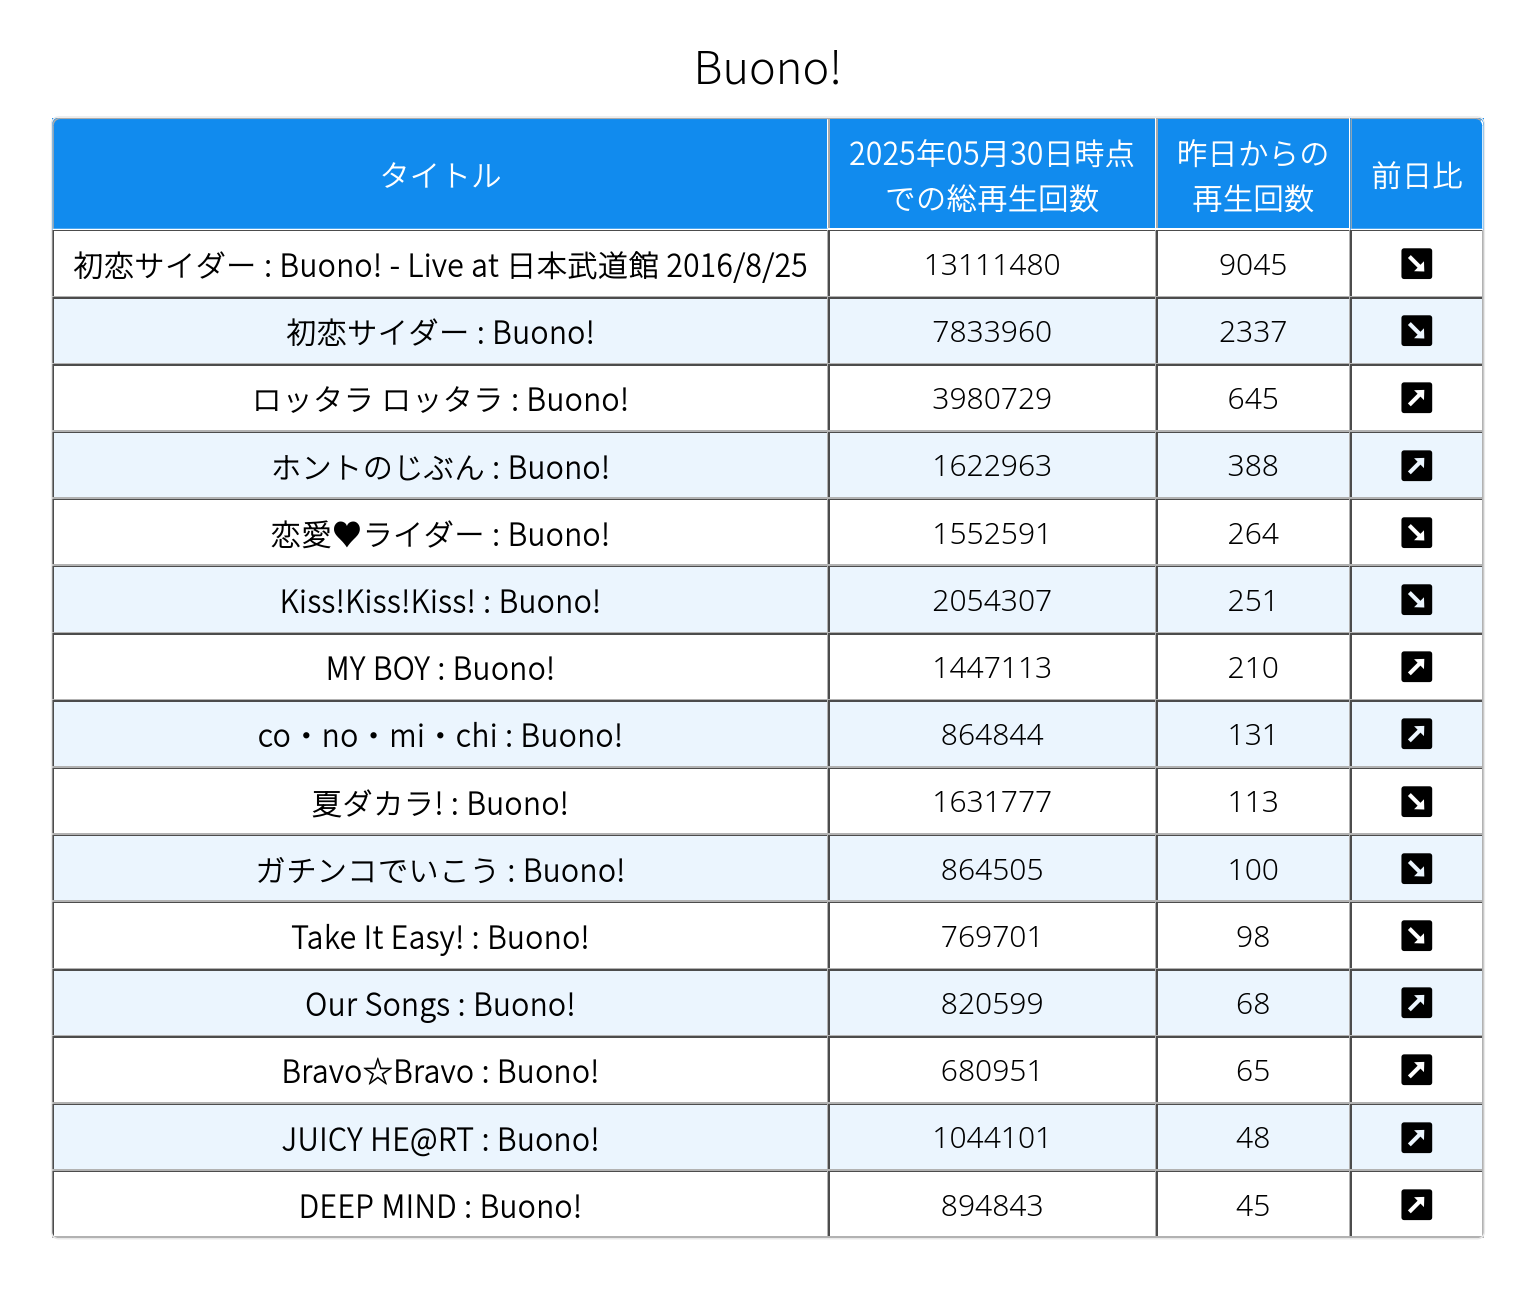 Buono!
タイトル
2025年05月30日時点
での総再生回数
昨日からの
再生回数
前日比
初恋サイダー : Buono! - Live at 日本武道館 2016/8/25 13111480 9045
初恋サイダー : Buono! 7833960 2337
ロッタラ ロッタラ : Buono! 3980729 645
ホントのじぶん : Buono! 1622963 388
恋愛♥ライダー : Buono! 1552591 264
Kiss!Kiss!Kiss! : Buono! 2054307 251
MY BOY : Buono! 1447113 210
co・no・mi・chi : Buono! 864844 131
夏ダカラ! : Buono! 1631777 113
ガチンコでいこう : Buono! 864505 100
Take It Easy! : Buono! 769701 98
Our Songs : Buono! 820599 68
Bravo☆Bravo : Buono! 680951 65
JUICY HE@RT : Buono! 1044101 48
DEEP MIND : Buono! 894843 45